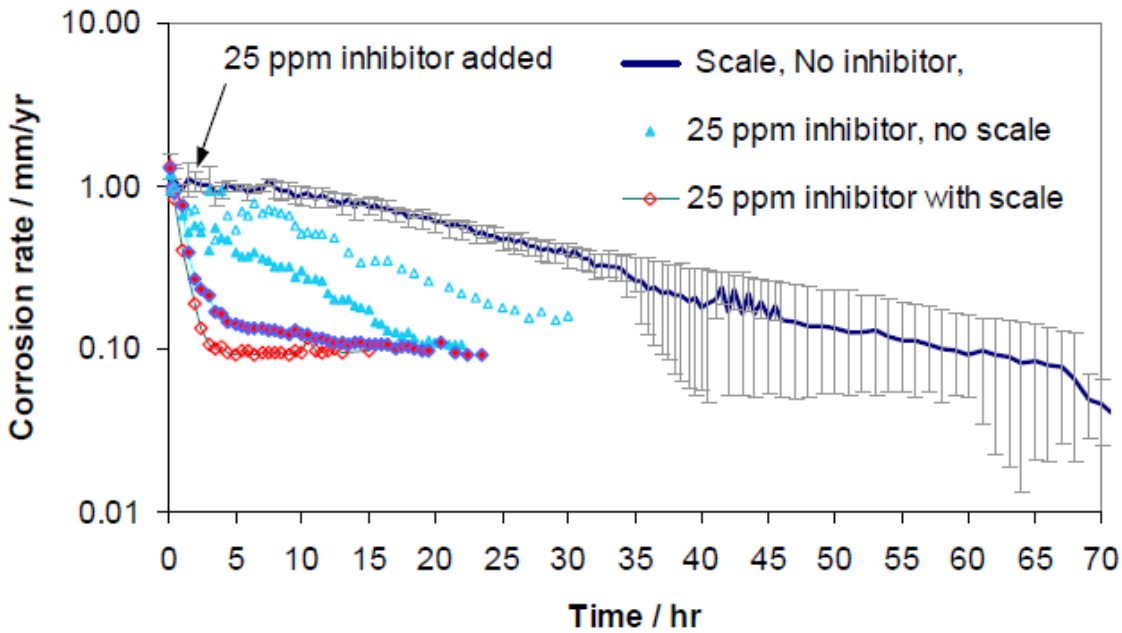 10.00
25 ppm inhibitor added
Scale, No inhibitor,
25 ppm inhibitor, no scale
25 ppm inhibitor with scale
1.00
0.10
0.01
Corrosion rate / mm/yr
0 5 10 15 20 25 30 35 40 45 50 55 60 65 70
Time / hr